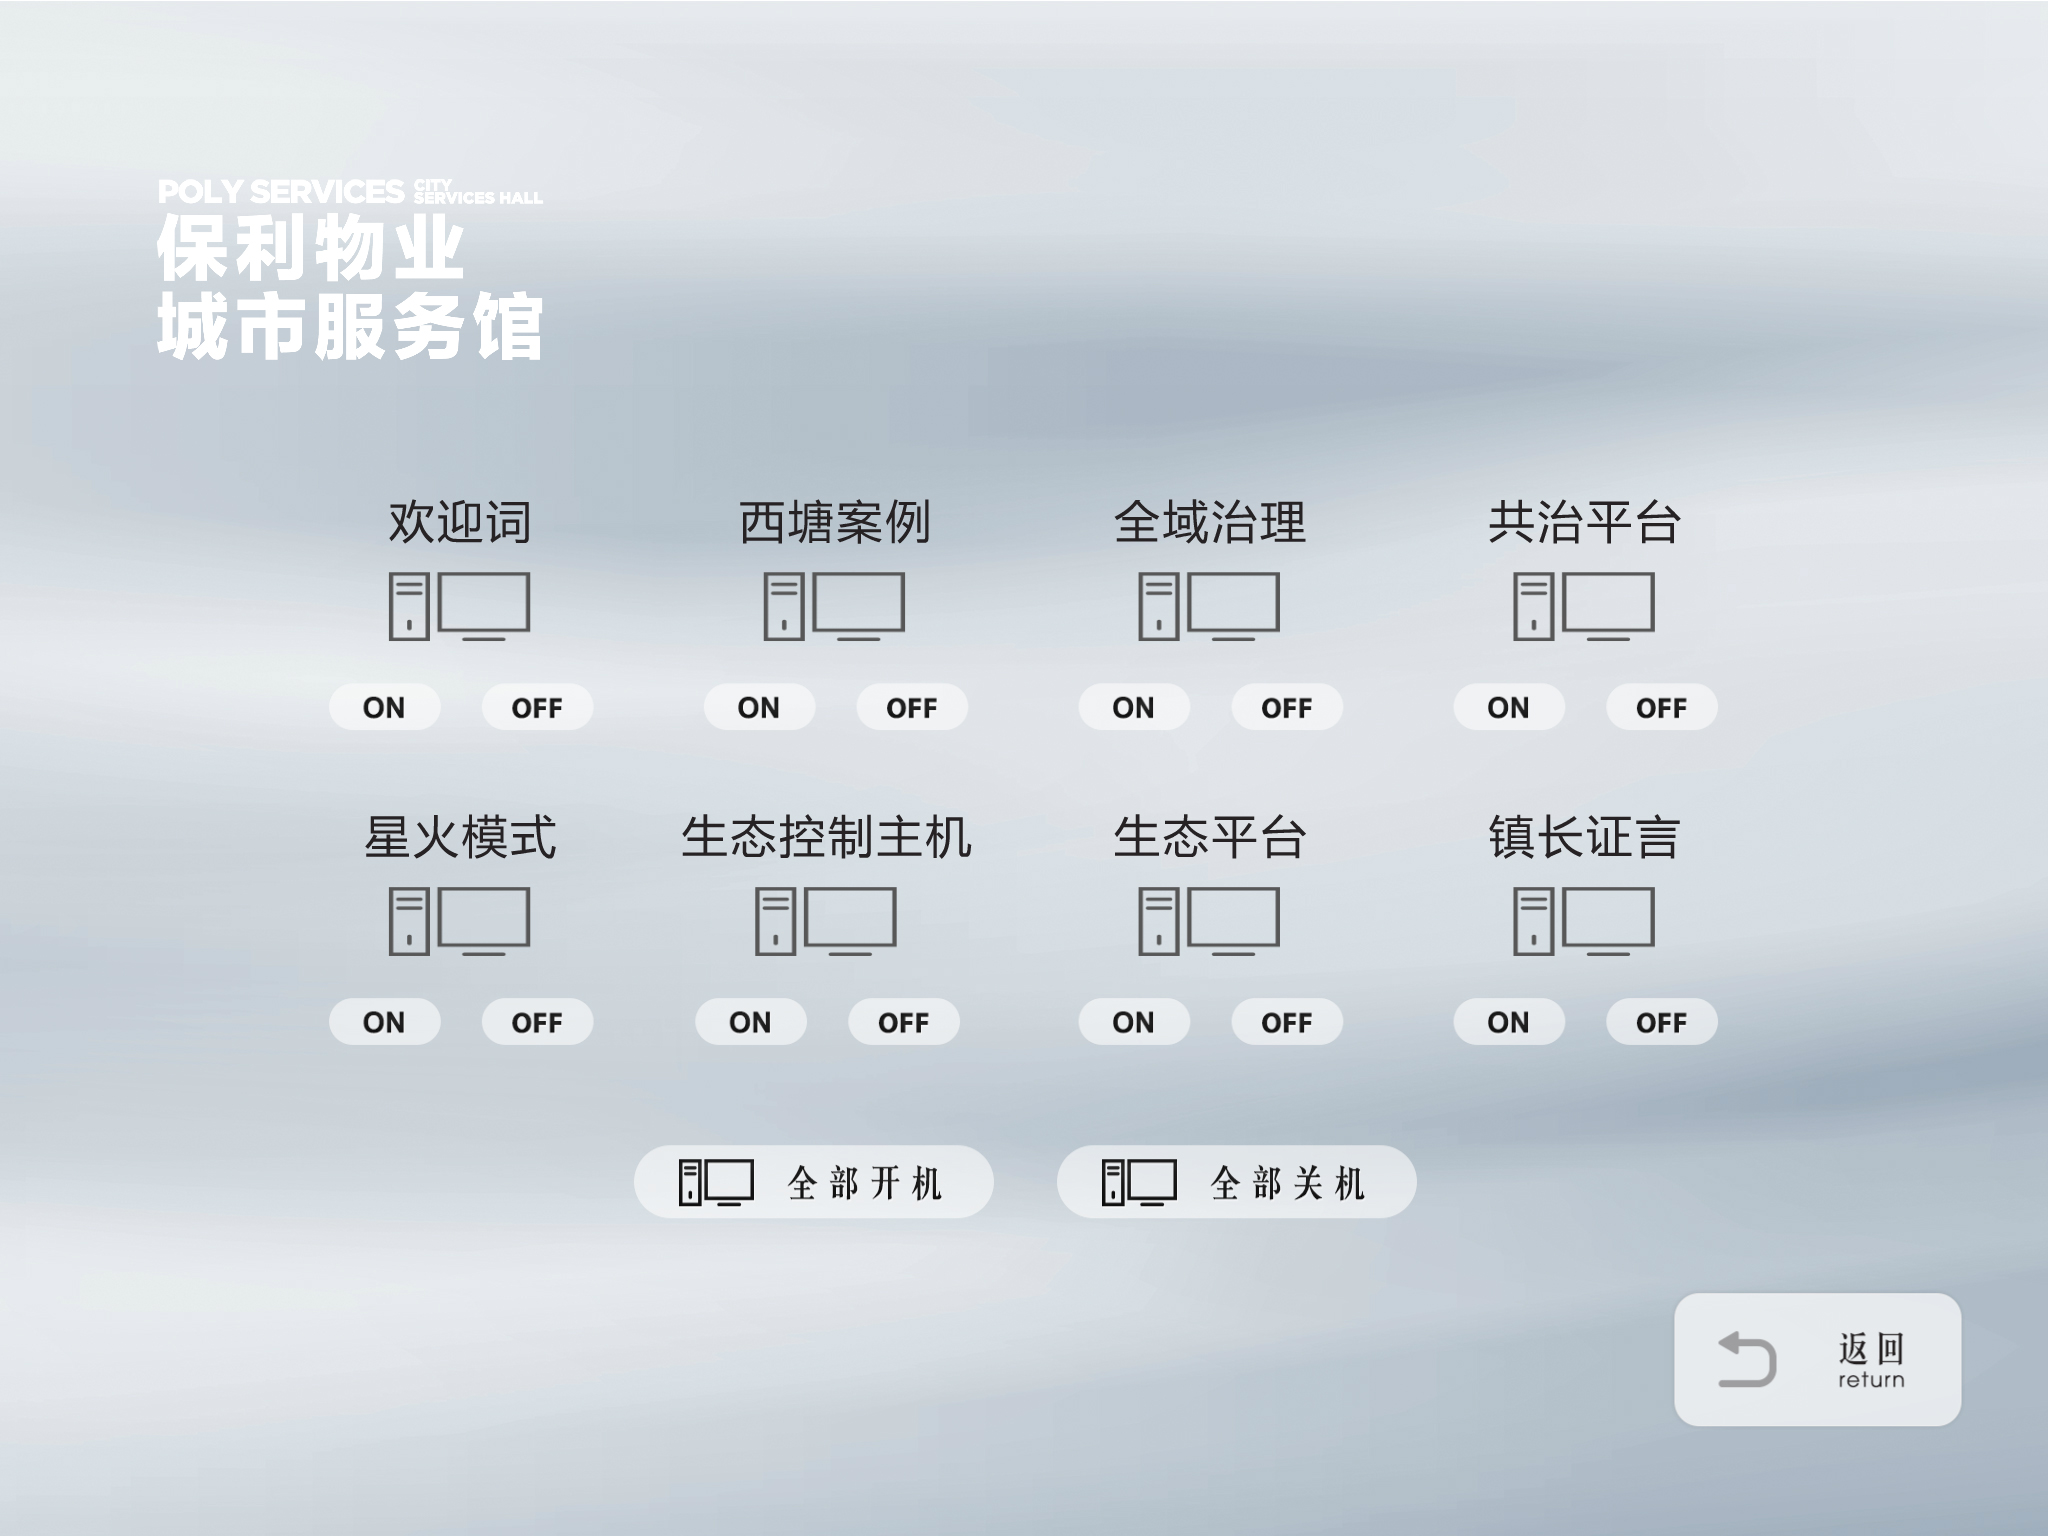 POLY SERVICES CITY SERVICES HALL
保利物业
城市服务馆
欢迎词 西塘案例 全域治理 共治平台
ON OFF ON OFF ON OFF ON OFF
星火模式 生态控制主机 生态平台 镇长证言
ON OFF ON OFF ON OFF ON OFF
全部开机 全部关机
返回
return